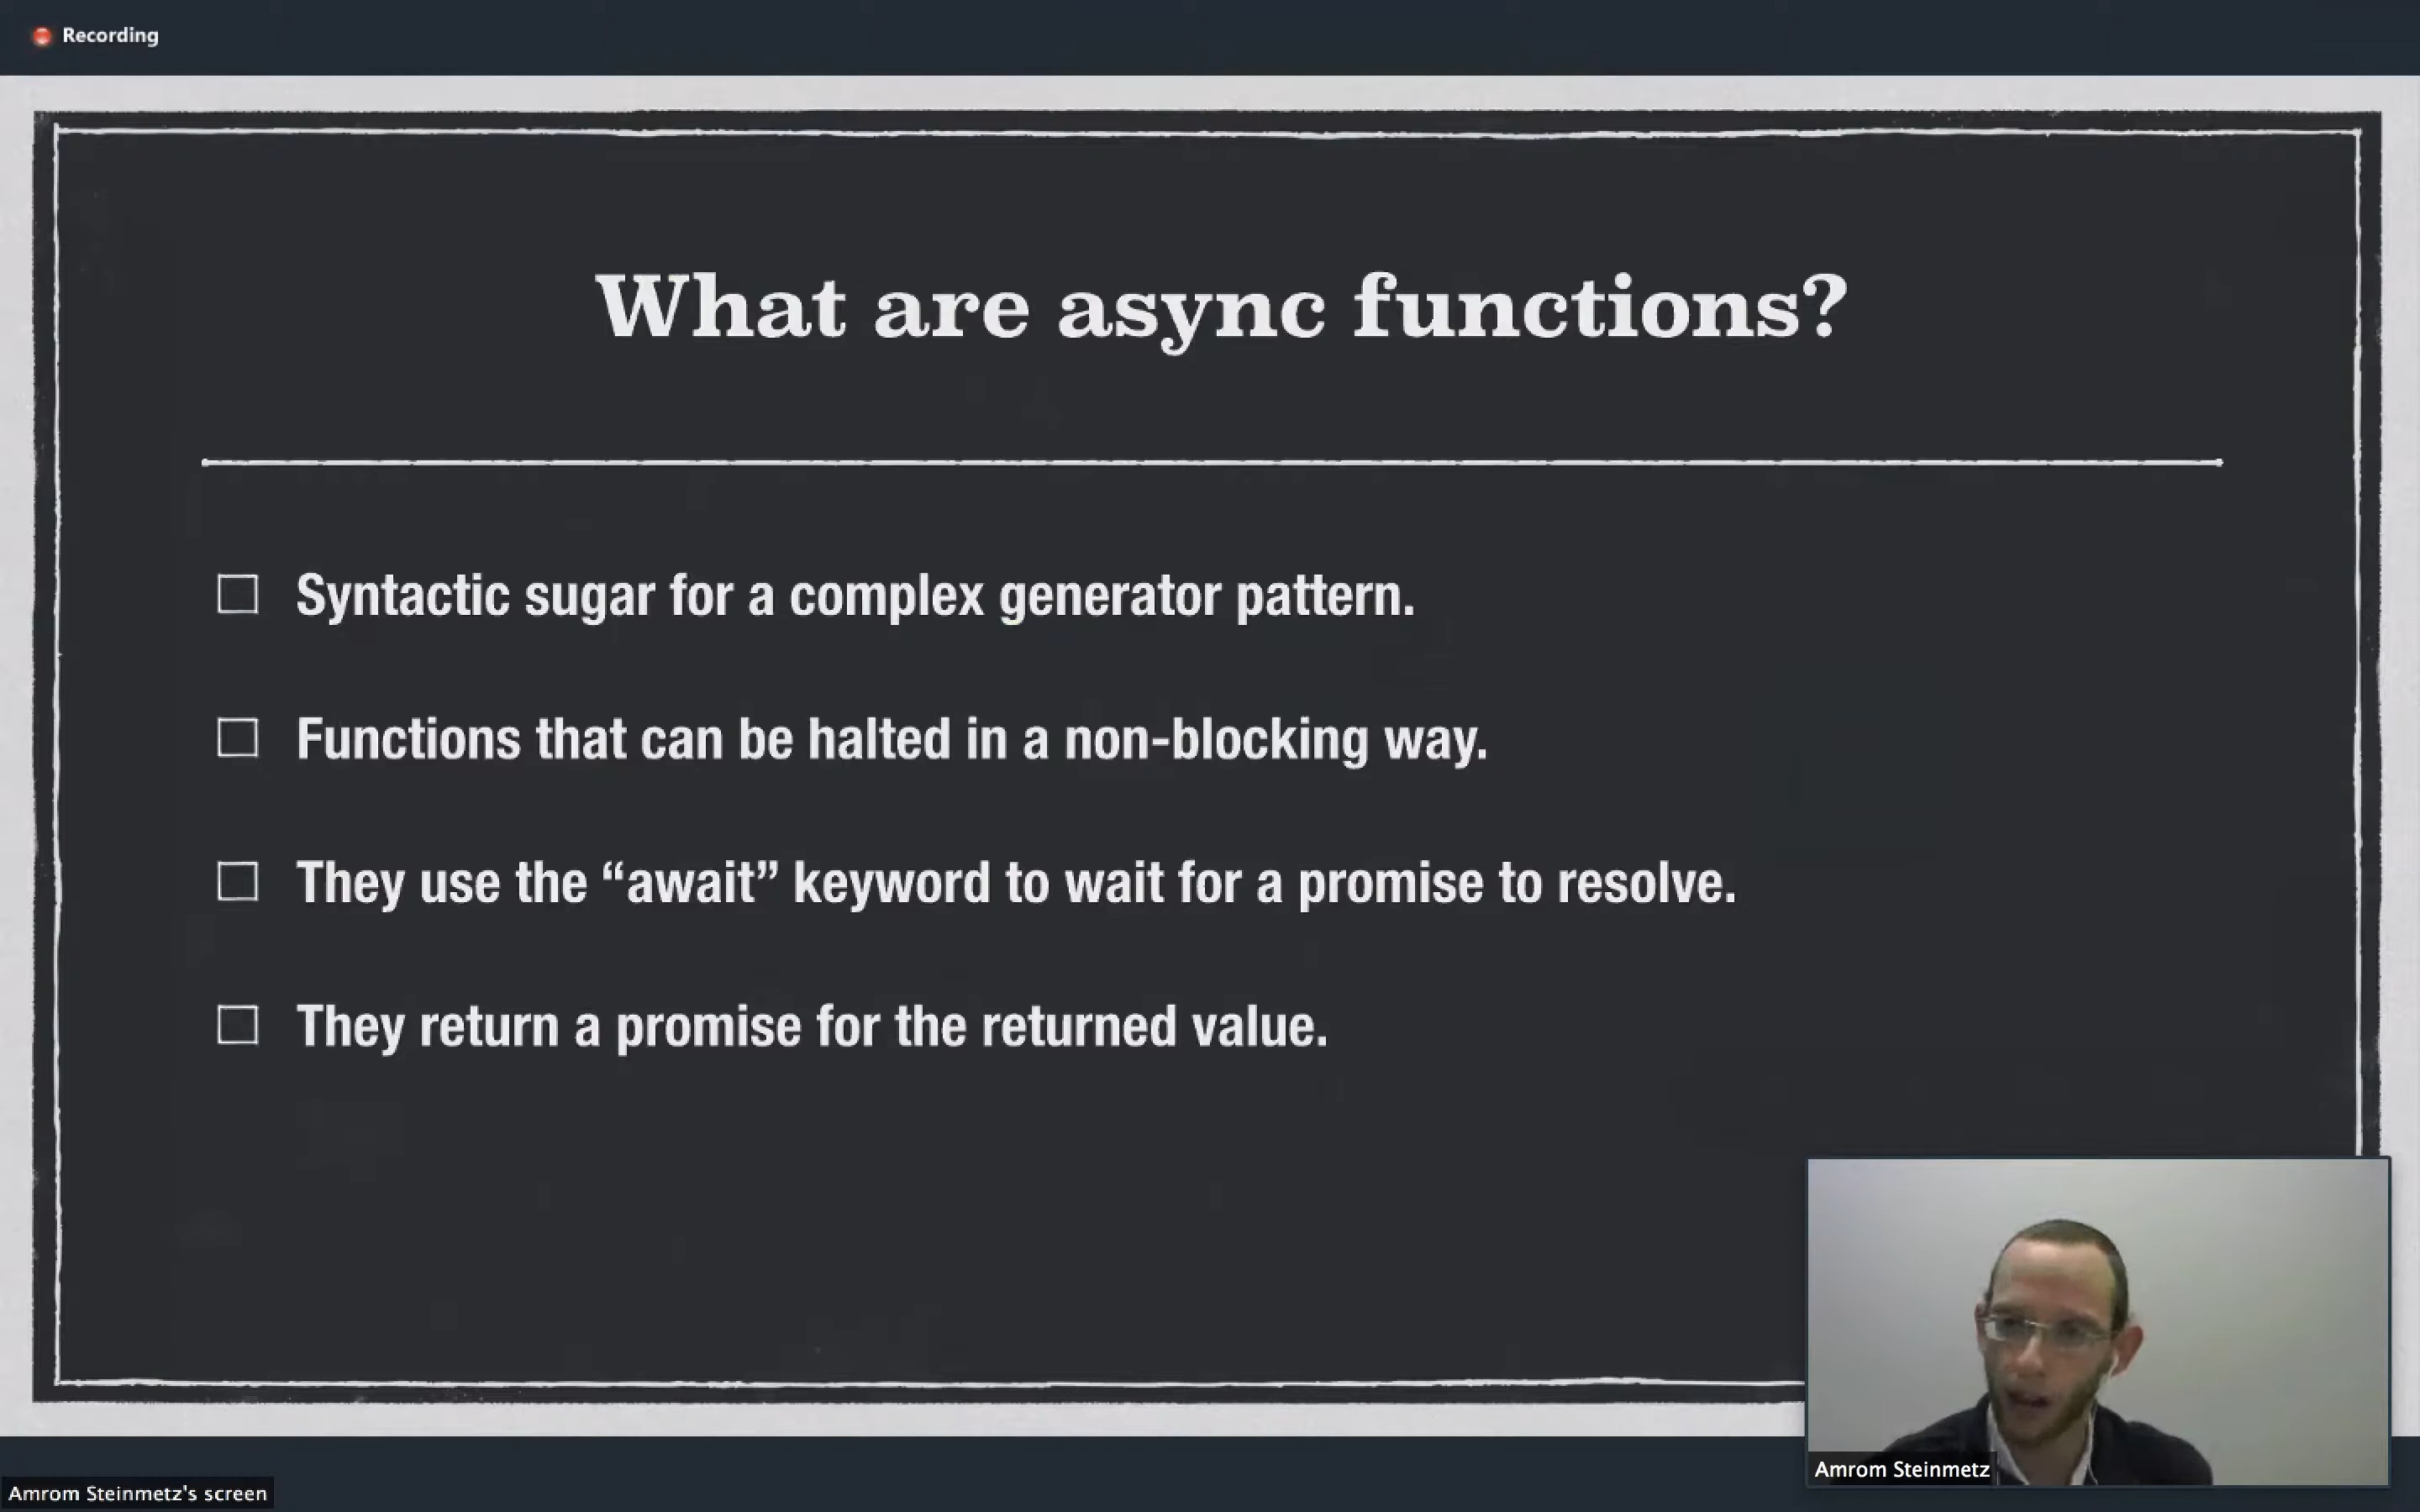 Recording
What are async functions?
Syntactic sugar for a complex generator pattern.
Functions that can be halted in a non-blocking way.
They use the “await” keyword to wait for a promise to resolve.
They return a promise for the returned value.
Amrom Steinmetz
Amrom Steinmetz's screen